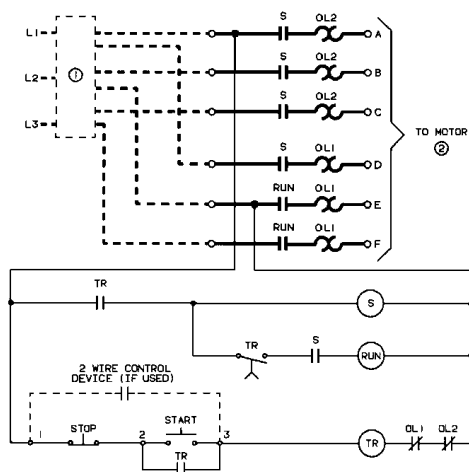 S OL2
L1 A
S OL2
L2 1 B
S OL2
C
L3 TO MOTOR
S OL1 2
D
RUN OL1
E
RUN OL1
F
TR
S
TR S
RUN
2 WIRE CONTROL
DEVICE (IF USED)
START
1 STOP 2 3 OL1 OL2
TR
TR